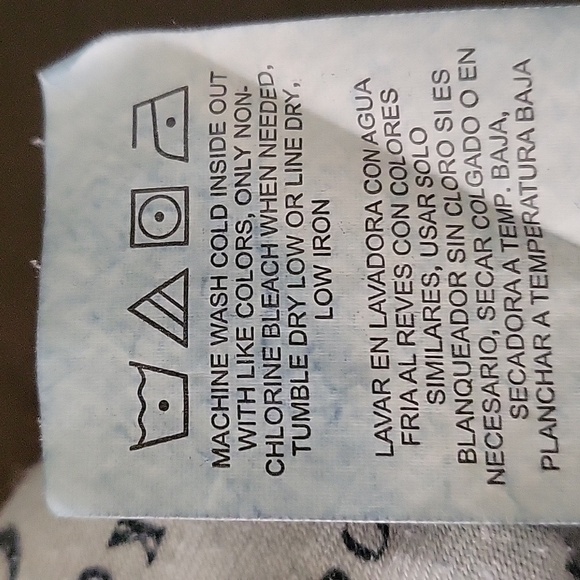 MACHINE WASH COLD INSIDE OUT
WITH LIKE COLORS, ONLY NON-
CHLORINE BLEACH WHEN NEEDED,
TUMBLE DRY LOW OR LINE DRY,
LOW IRON
LAVAR EN LAVADORA CON AGUA
FRIA AL REVES CON COLORES
SIMILARES, USAR SOLO
BLANQUEADOR SIN CLORO SI ES
NECESARIO, SECAR COLGADO O EN
SECADORA A TEMP. BAJA,
PLANCHAR A TEMPERATURA BAJA